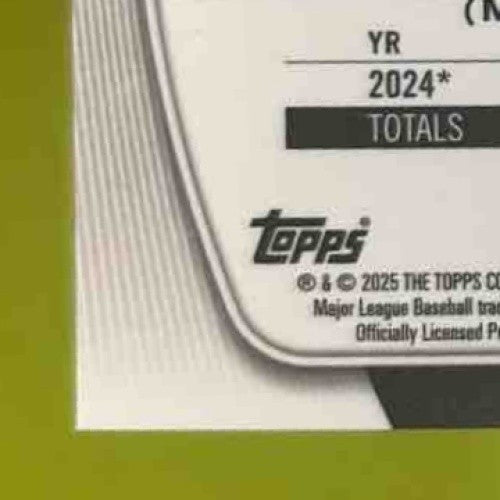 YR
2024*
TOTALS
Topps®
® & © 2025 THE TOPPS
Major League Baseball
Officially Licensed